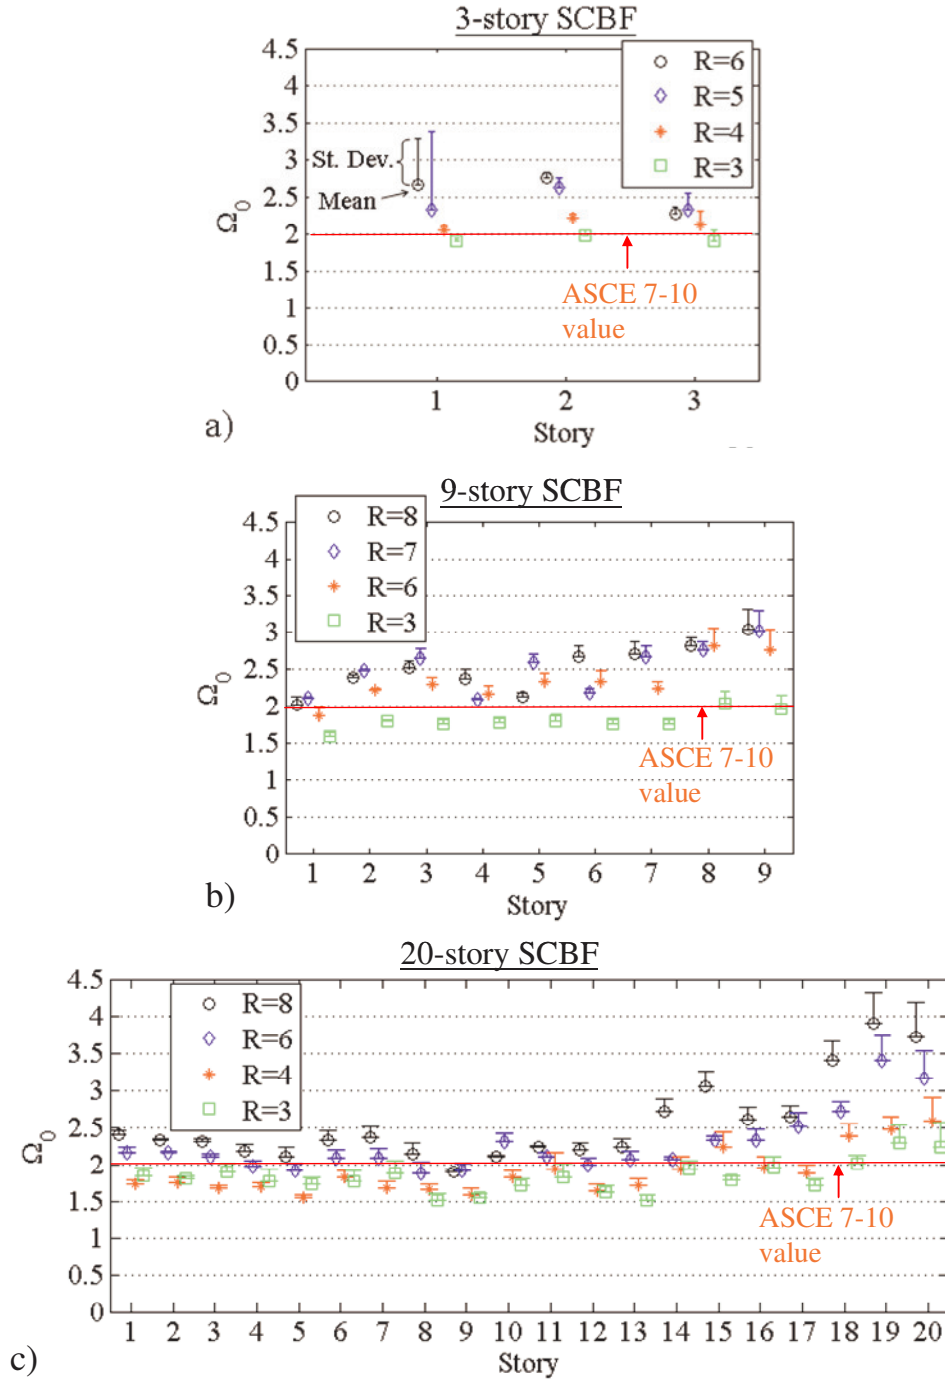 3-story SCBF
4.5
4
3.5
3
2.5
2
1.5
1
0.5
0
Ω0
R=6
R=5
R=4
R=3
St. Dev.
Mean
ASCE 7-10
value
1 2 3
Story
a)
9-story SCBF
4.5
4
3.5
3
2.5
2
1.5
1
0.5
0
Ω0
R=8
R=7
R=6
R=3
ASCE 7-10
value
1 2 3 4 5 6 7 8 9
Story
b)
20-story SCBF
4.5
4
3.5
3
2.5
2
1.5
1
0.5
0
Ω0
R=8
R=6
R=4
R=3
ASCE 7-10
value
1 2 3 4 5 6 7 8 9 10 11 12 13 14 15 16 17 18 19 20
Story
c)